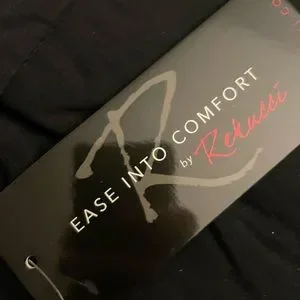 R
EASE INTO COMFORT
by Rekucci